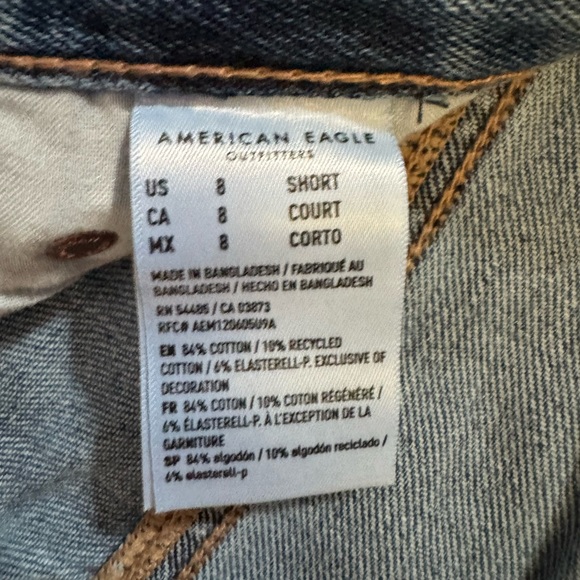 AMERICAN EAGLE
OUTFITTERS
US 8 SHORT
CA 8 COURT
MX 8 CORTO
MADE IN BANGLADESH / FABRIQUÉ AU
BANGLADESH / HECHO EN BANGLADESH
RN 54485 / CA 03873
RFC# AEM1206050U9A
EN 84% COTTON / 10% RECYCLED
COTTON / 6% ELASTERELL-P. EXCLUSIVE OF
DECORATION
FR 84% COTON / 10% COTON RÉGÉNÉRÉ /
6% ÉLASTERELL-P. À L'EXCEPTION DE LA
GARNITURE
SP 84% algodón / 10% algodón reciclado /
6% elasterell-p